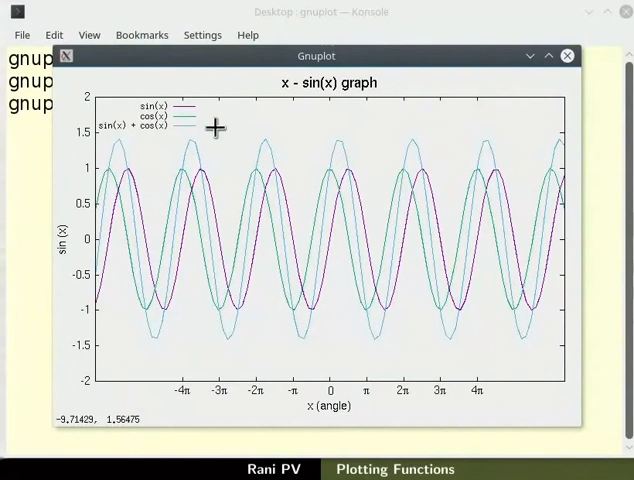 Desktop : gnuplot — Konsole
File Edit View Bookmarks Settings Help
gnup
gnup
gnup
Gnuplot
x - sin(x) graph
sin(x)
cos(x)
sin(x) + cos(x)
2
1.5
1
0.5
0
-0.5
-1
-1.5
-2
sin (x)
-4π -3π -2π -π 0 π 2π 3π 4π
x (angle)
-9.71429, 1.56475
Rani PV Plotting Functions